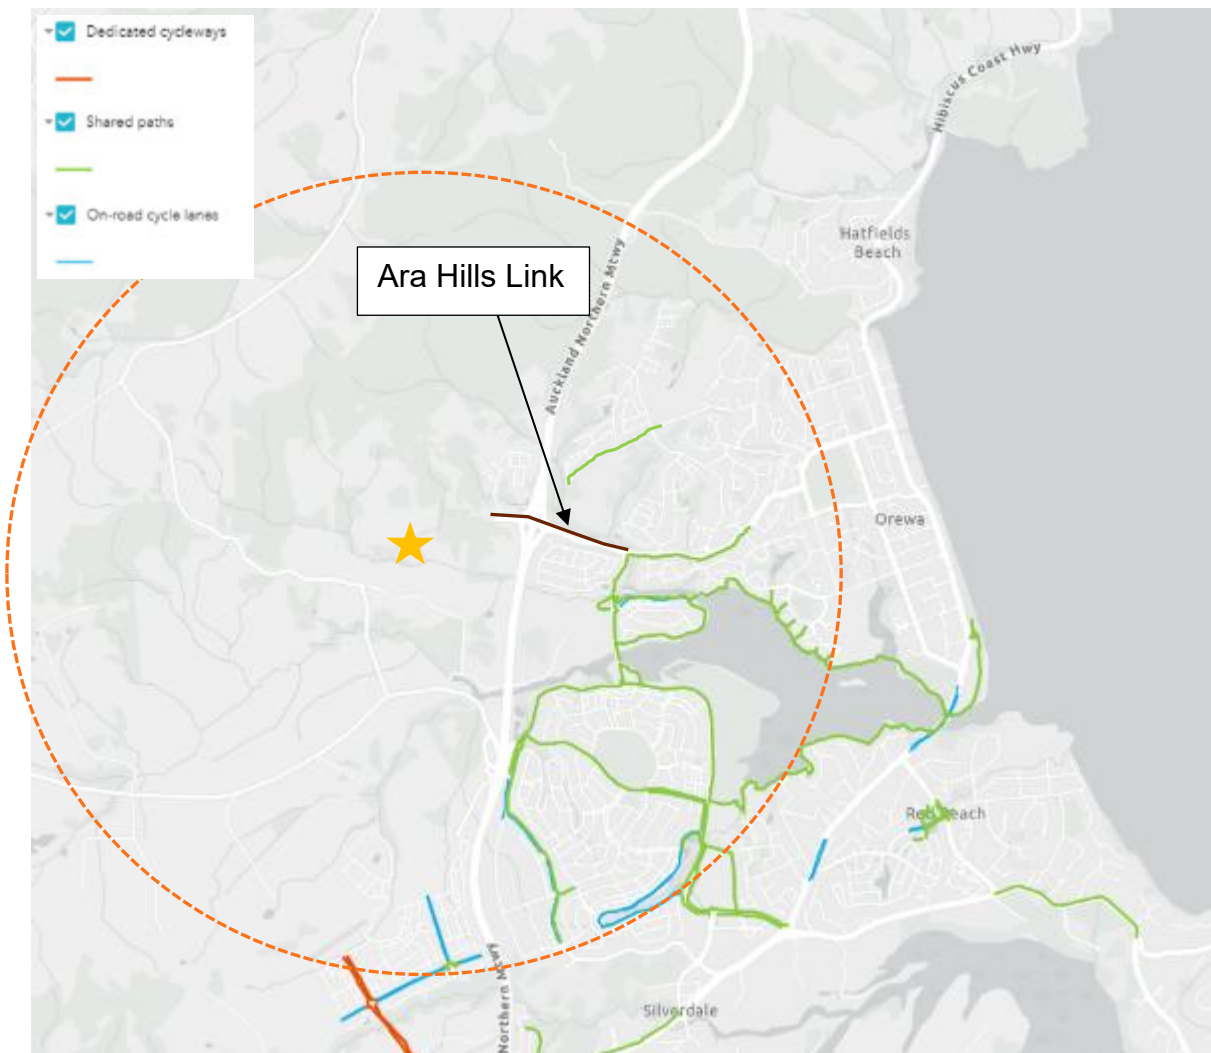 Dedicated cycleways
Shared paths
On-road cycle lanes
Hibiscus Coast Hwy
Hatfields
Beach
Ara Hills Link
Auckland Northern Mtwy
Orewa
Red Beach
Northern Mtwy
Silverdale